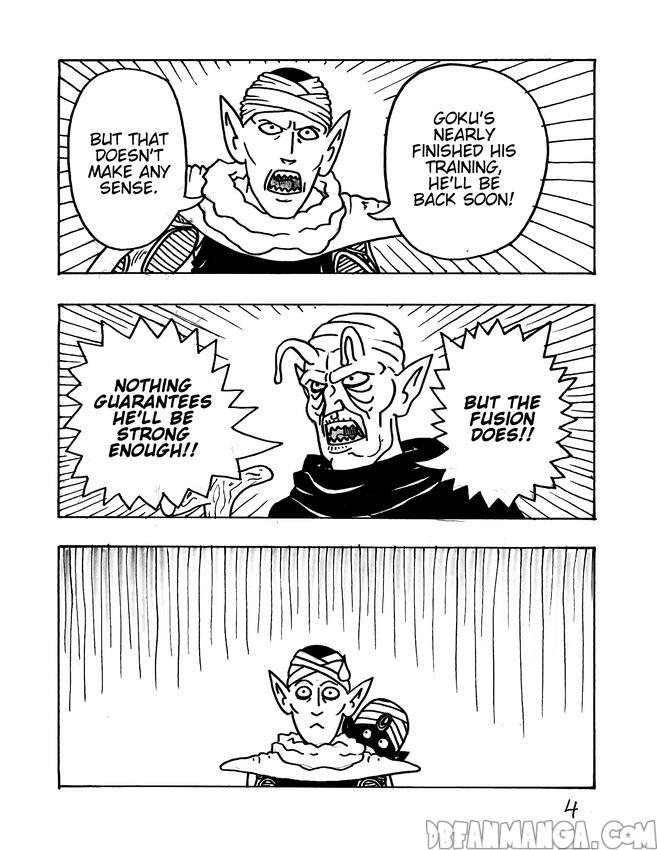 GOKU'S
NEARLY
FINISHED HIS
TRAINING,
HE'LL BE
BACK SOON!
BUT THAT
DOESN'T
MAKE ANY
SENSE.
BUT THE
FUSION
DOES!!
NOTHING
GUARANTEES
HE'LL BE
STRONG
ENOUGH!!
4
DBFANMANGA.COM